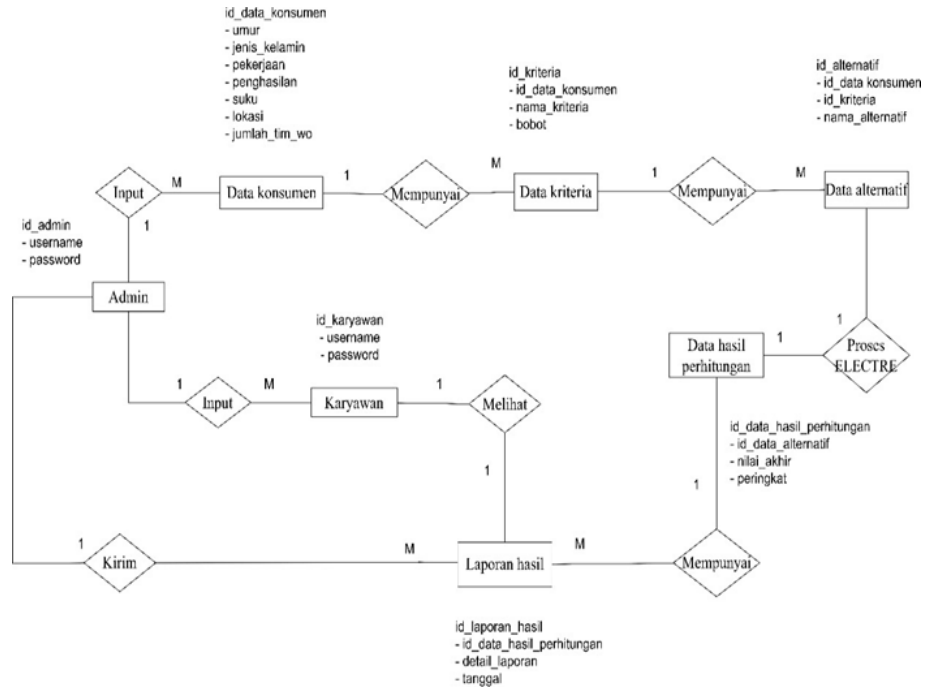 id_data_konsumen
- umur
- jenis_kelamin
- pekerjaan
- penghasilan
- suku
- lokasi
- jumlah_tim_wo
id_kriteria
- id_data_konsumen
- nama_kriteria
- bobot
id_alternatif
- id_data konsumen
- id_kriteria
- nama_alternatif
Input
M
Data konsumen
1
Mempunyai
M
Data kriteria
1
Mempunyai
M
Data alternatif
1
id_admin
- username
- password
Admin
id_karyawan
- username
- password
1
Input
M
Karyawan
1
Melihat
1
Data hasil
perhitungan
1
Proses
ELECTRE
1
id_data_hasil_perhitungan
- id_data_alternatif
- nilai_akhir
- peringkat
1
1
Kirim
M
Laporan hasil
M
Mempunyai
id_laporan_hasil
- id_data_hasil_perhitungan
- detail_laporan
- tanggal